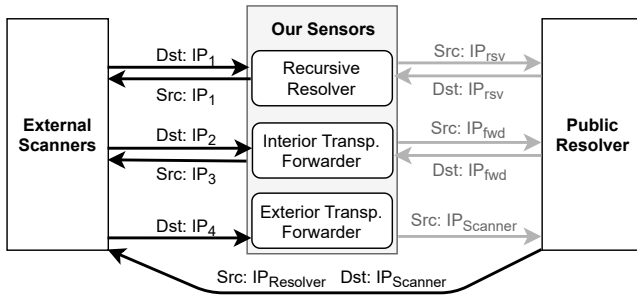 Our Sensors
External
Scanners
Dst: IP1
Src: IP1
Recursive
Resolver
Src: IPrsv
Dst: IPrsv
Public
Resolver
Dst: IP2
Src: IP3
Interior Transp.
Forwarder
Src: IPfwd
Dst: IPfwd
Dst: IP4
Exterior Transp.
Forwarder
Src: IPScanner
Src: IPResolver Dst: IPScanner